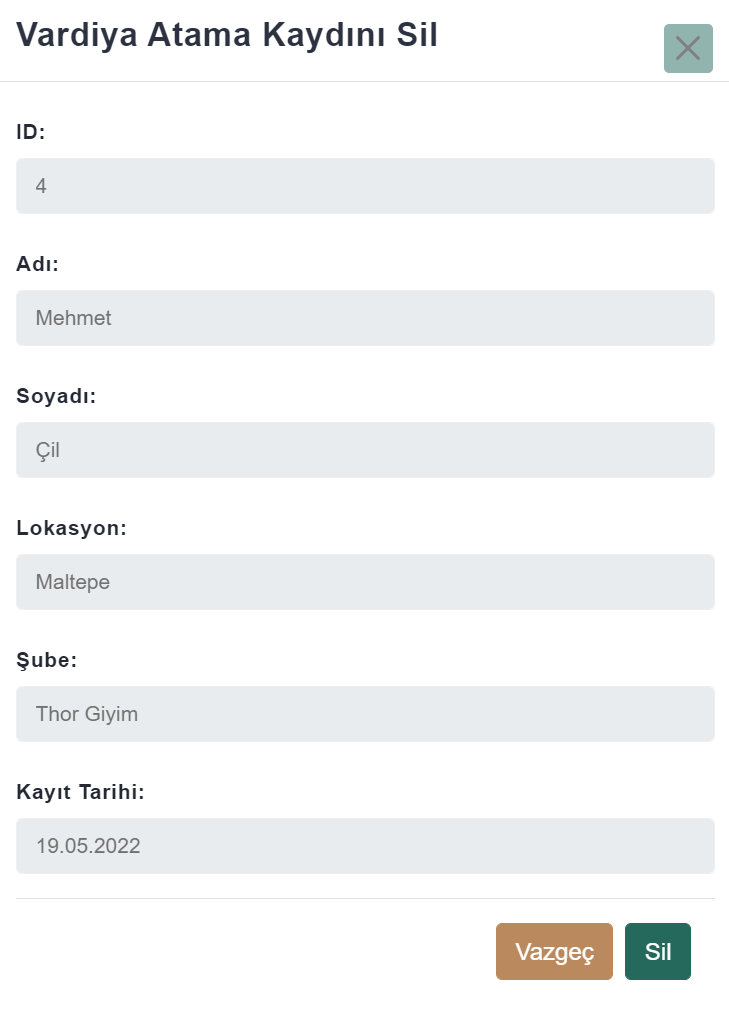 Vardiya Atama Kaydını Sil
ID:
4
Adı:
Mehmet
Soyadı:
Çil
Lokasyon:
Maltepe
Şube:
Thor Giyim
Kayıt Tarihi:
19.05.2022
Vazgeç Sil